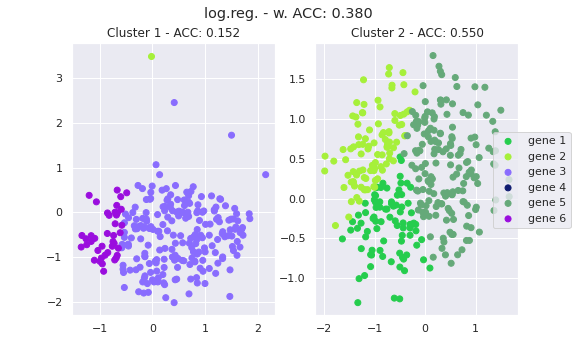 log.reg. - w. ACC: 0.380
Cluster 1 - ACC: 0.152
Cluster 2 - ACC: 0.550
3
2
1
0
−1
−2
−1
0
1
2
1.5
1.0
0.5
0.0
−0.5
−1.0
−2
−1
0
1
gene 1
gene 2
gene 3
gene 4
gene 5
gene 6